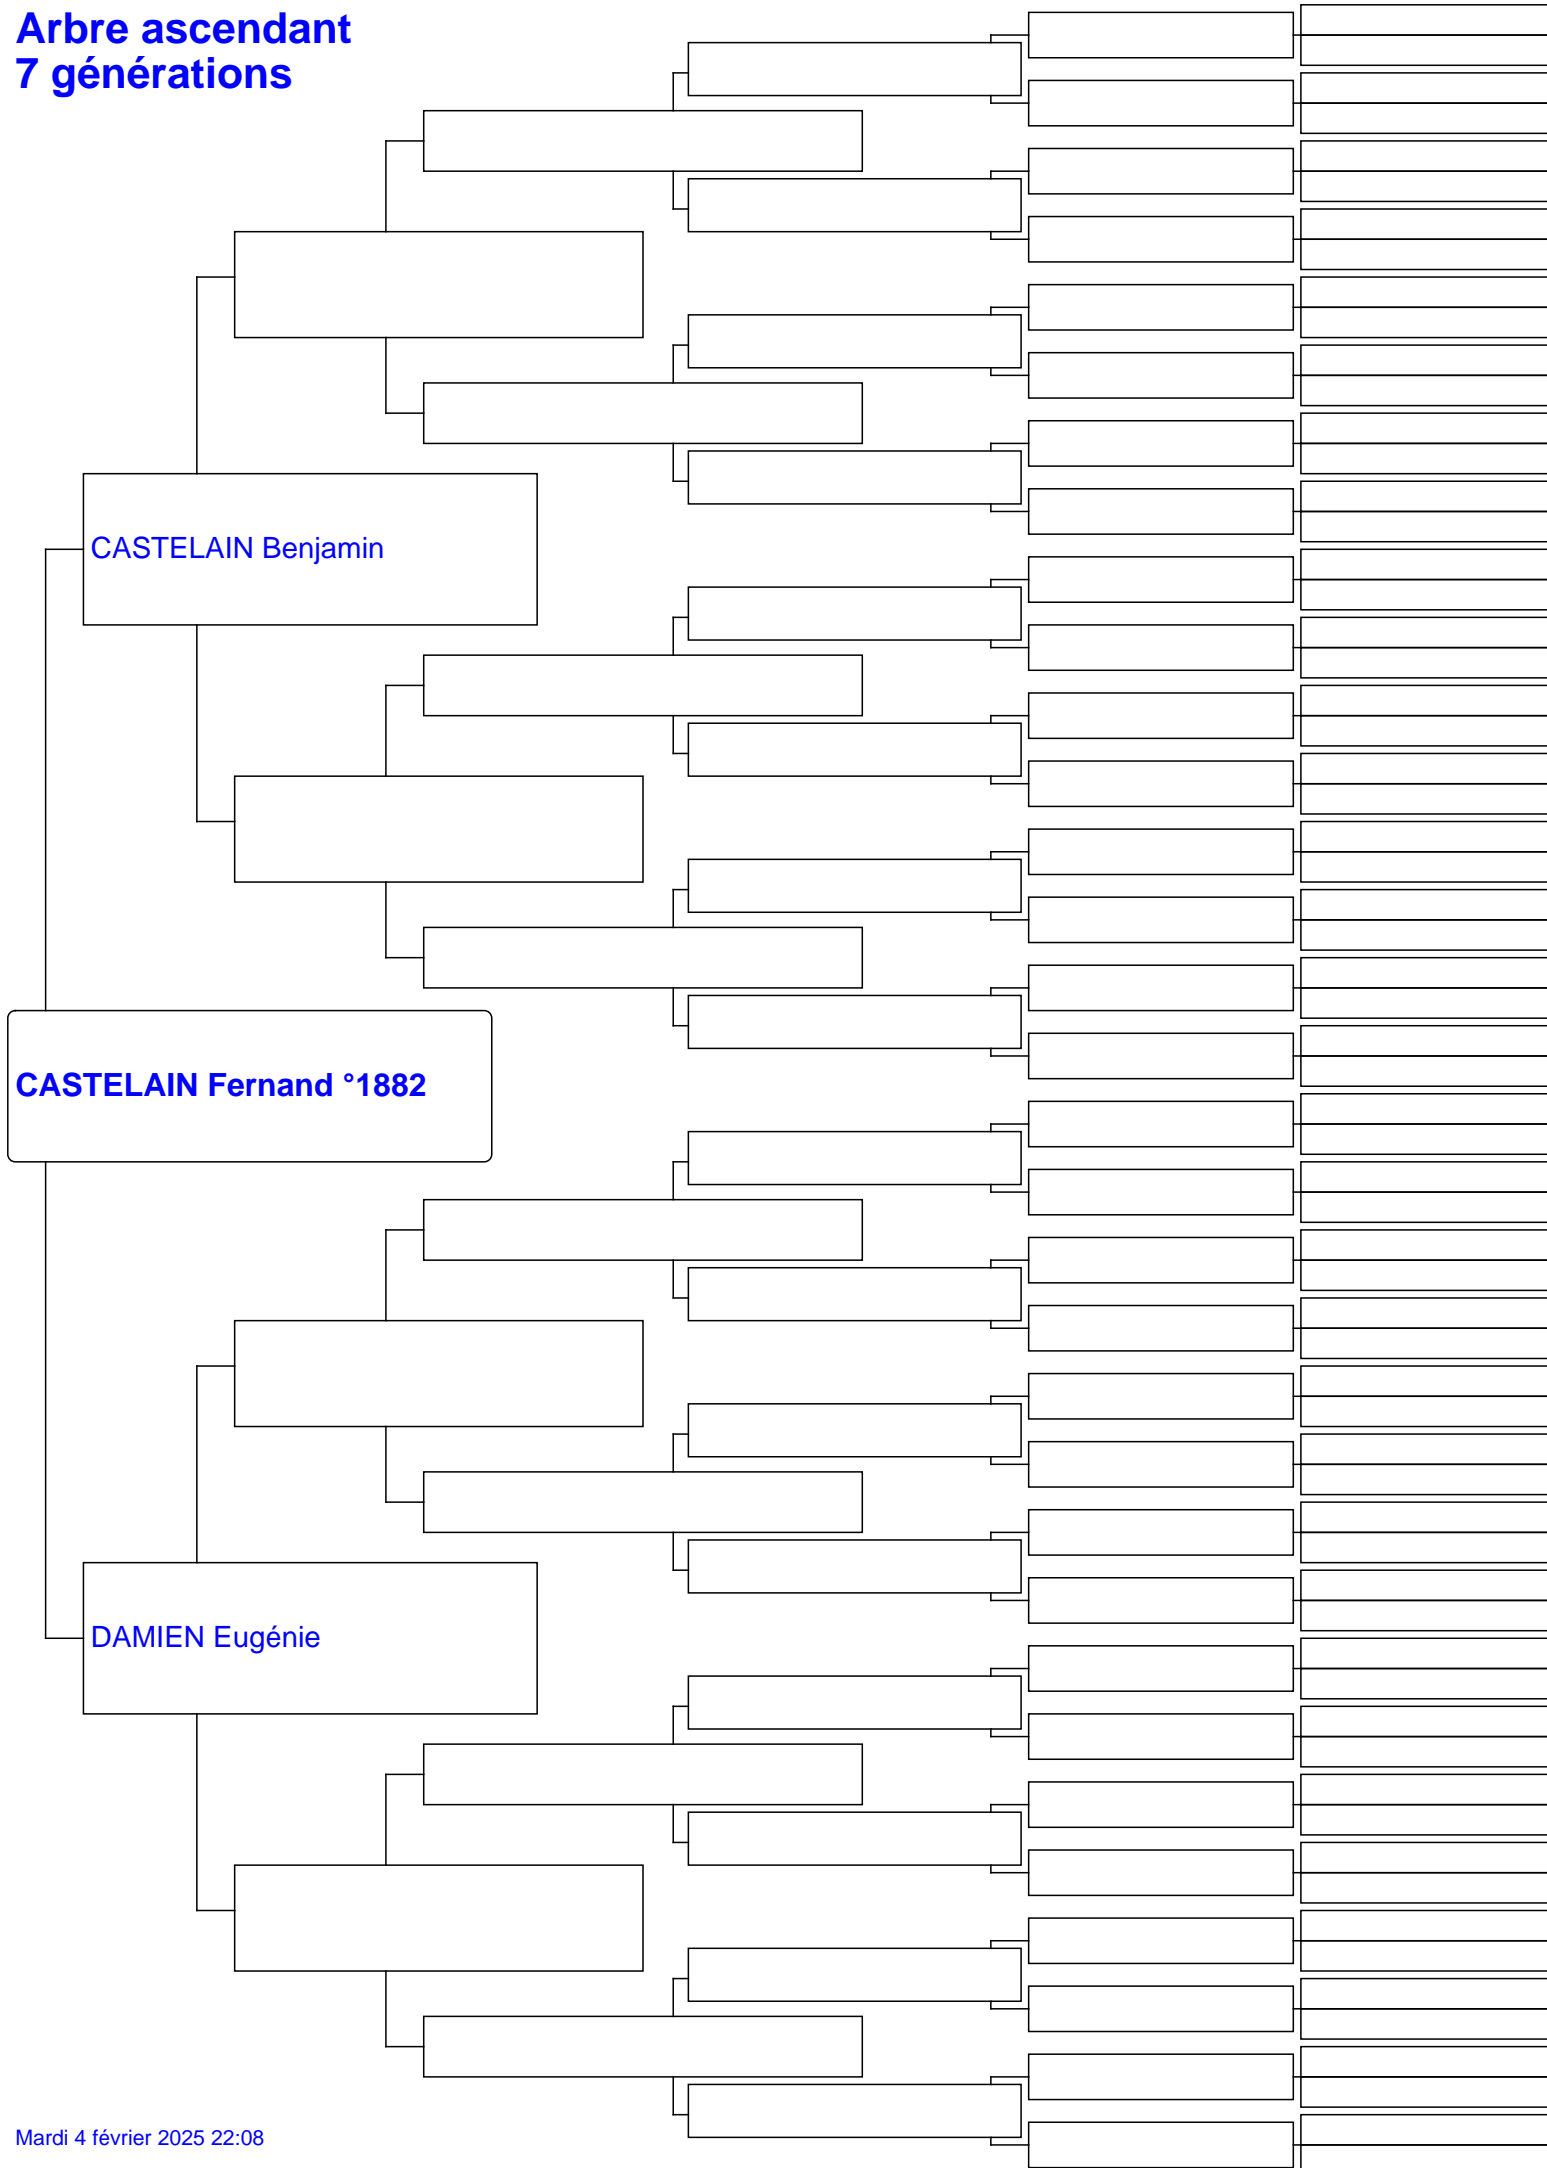 Arbre ascendant
7 générations
CASTELAIN Benjamin
CASTELAIN Fernand °1882
DAMIEN Eugénie
Mardi 4 février 2025 22:08